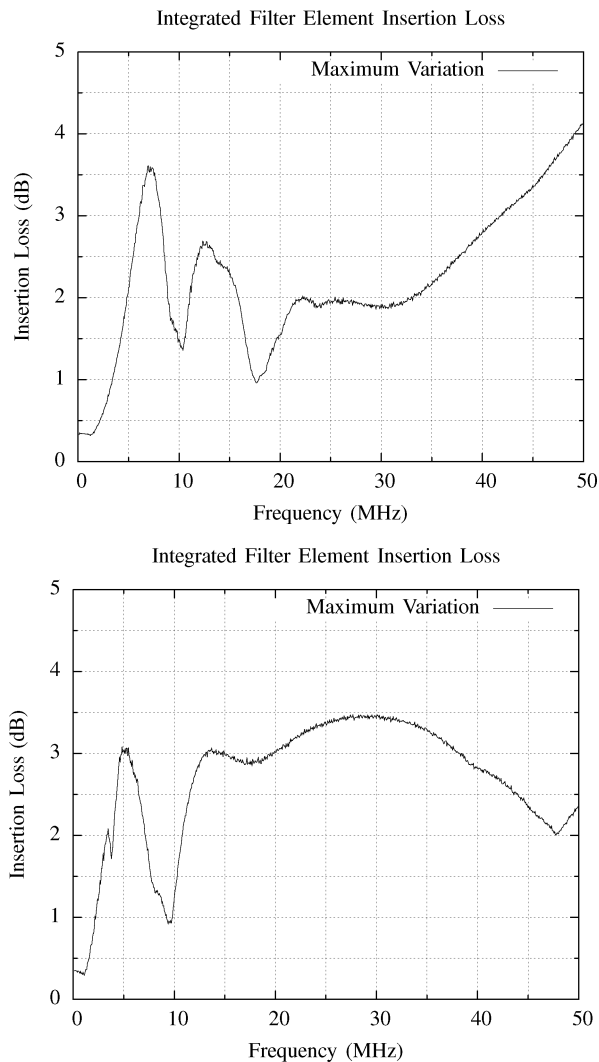 Integrated Filter Element Insertion Loss
5
Maximum Variation
4
3
2
1
0
Insertion Loss (dB)
0 10 20 30 40 50
Frequency (MHz)
Integrated Filter Element Insertion Loss
5
Maximum Variation
4
3
2
1
0
Insertion Loss (dB)
0 10 20 30 40 50
Frequency (MHz)